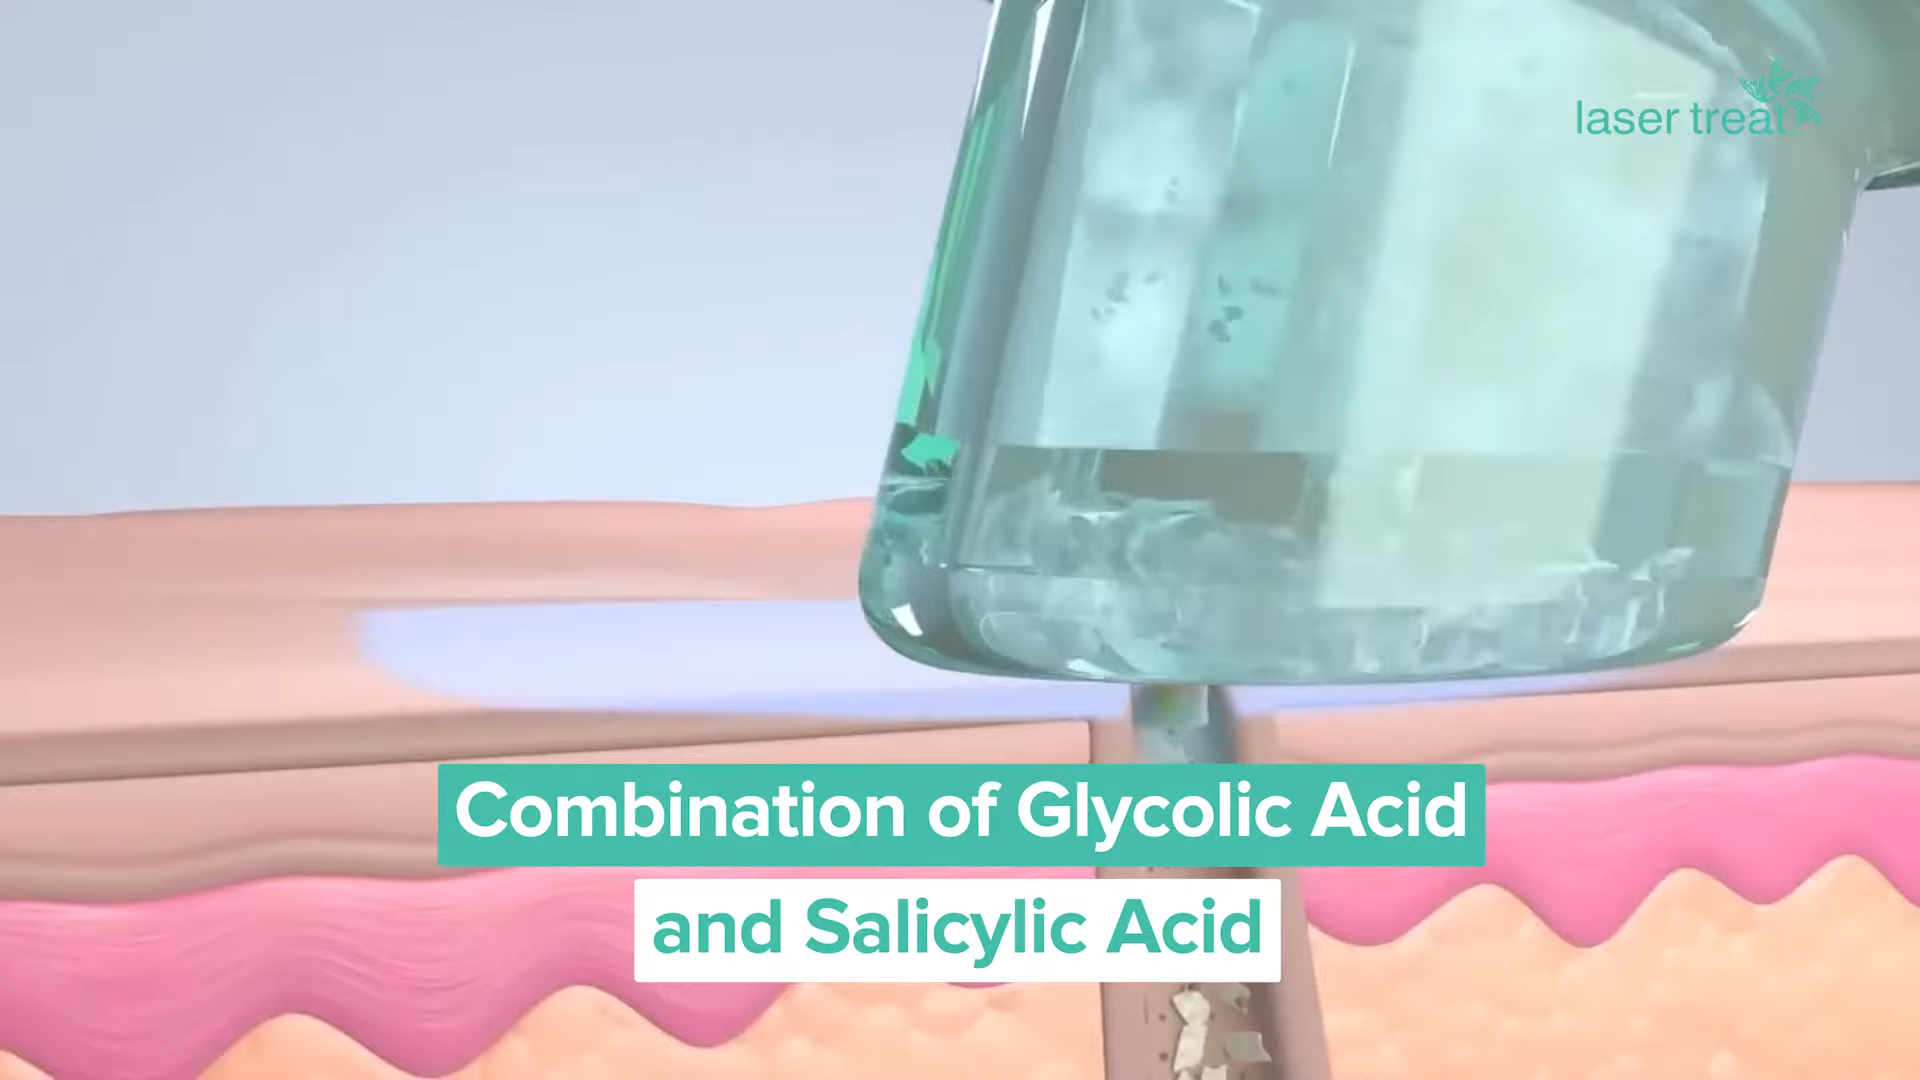 laser treat
Combination of Glycolic Acid
and Salicylic Acid